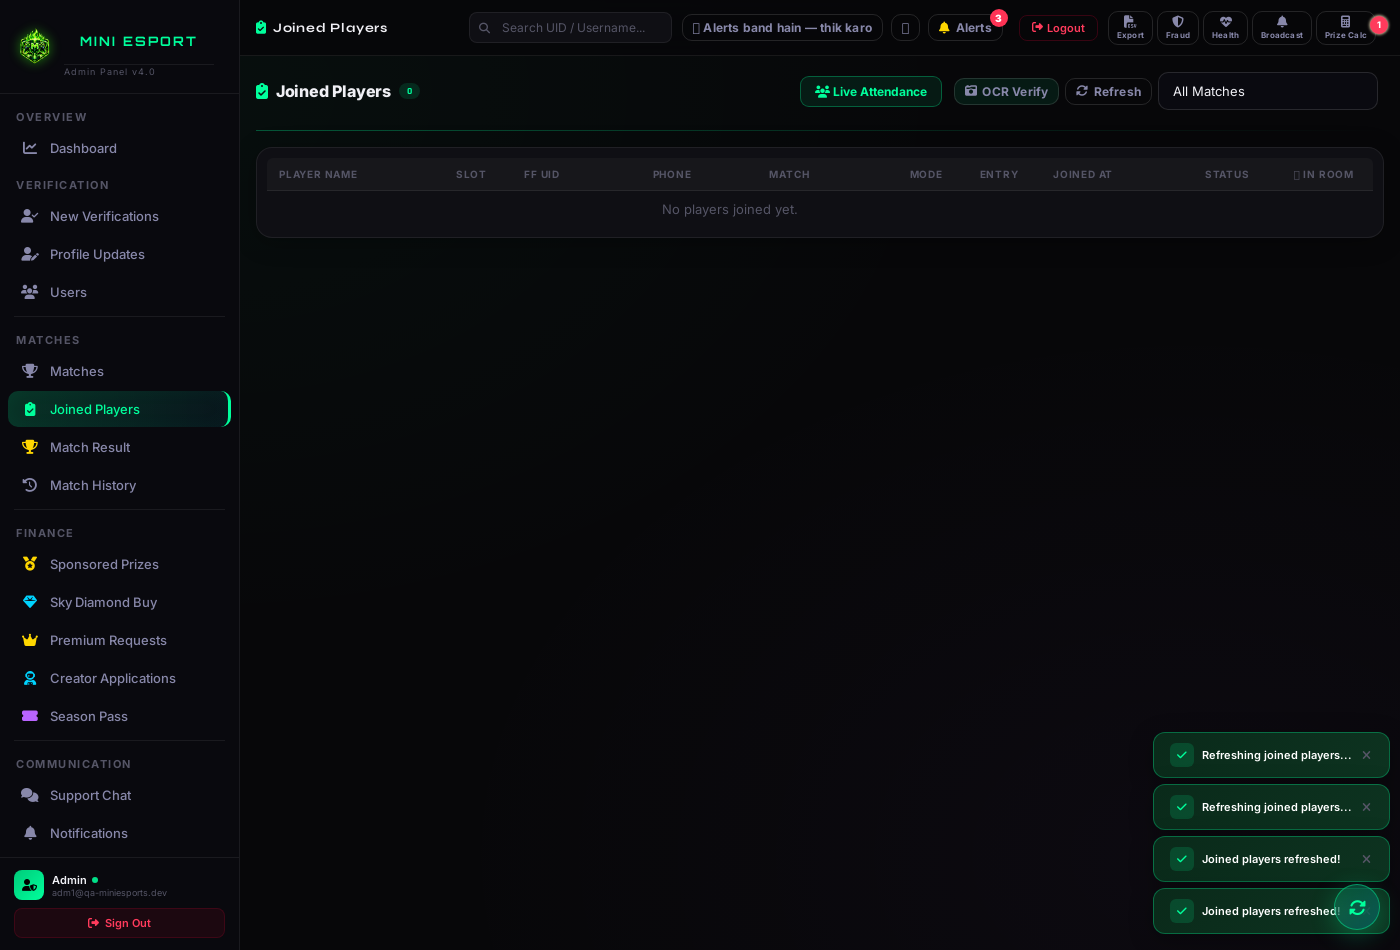 MINI ESPORT
Admin Panel v4.0
Joined Players
Search UID / Username...
Alerts band hain — thik karo
Alerts
3
Logout
Export
Fraud
Health
Broadcast
Prize Calc
1
OVERVIEW
Dashboard
VERIFICATION
New Verifications
Profile Updates
Users
MATCHES
Matches
Joined Players
Match Result
Match History
FINANCE
Sponsored Prizes
Sky Diamond Buy
Premium Requests
Creator Applications
Season Pass
COMMUNICATION
Support Chat
Notifications
Admin
adm1@qa-miniesports.dev
Sign Out
Joined Players 0
Live Attendance
OCR Verify
Refresh
All Matches
PLAYER NAME SLOT FF UID PHONE MATCH MODE ENTRY JOINED AT STATUS IN ROOM
No players joined yet.
Refreshing joined players...
Refreshing joined players...
Joined players refreshed!
Joined players refreshed!